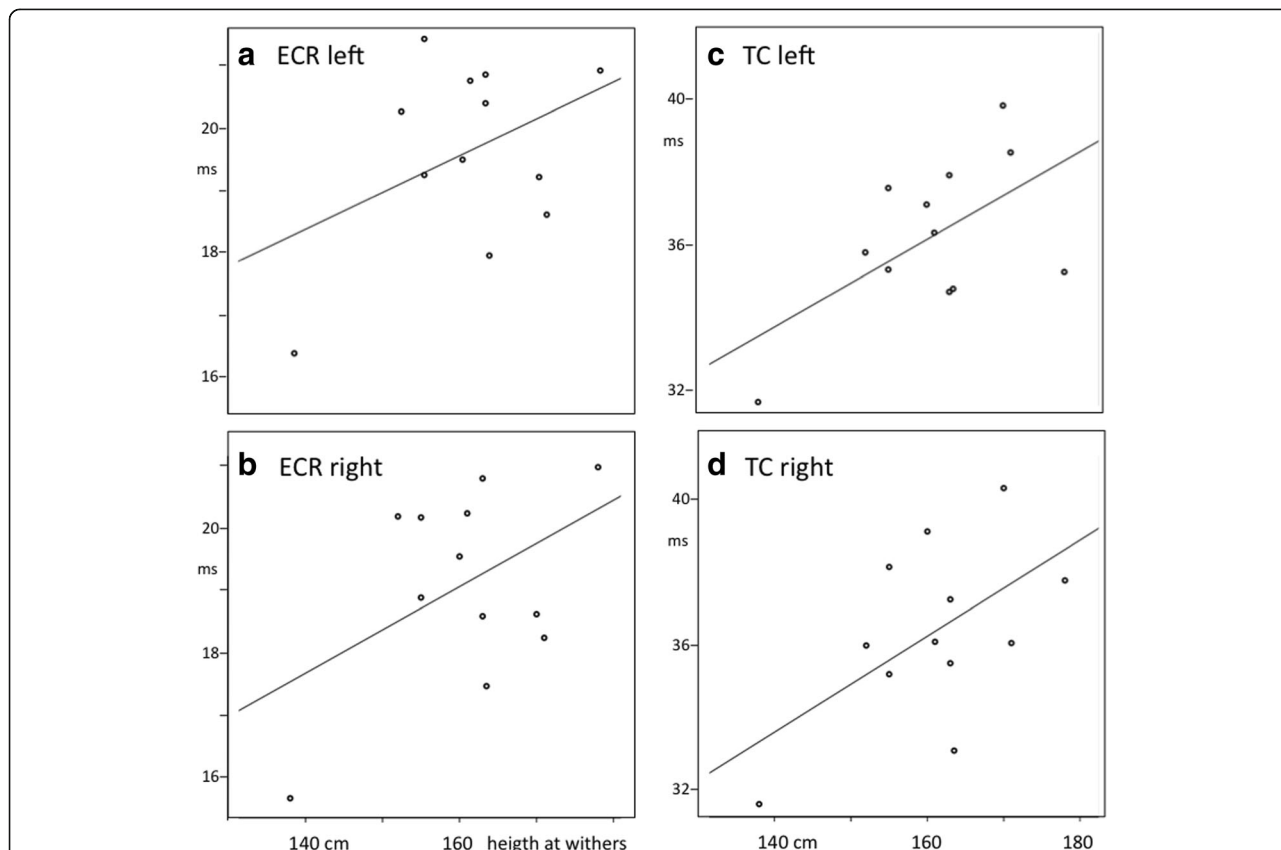 a ECR left
20
ms
18
16
c TC left
40
ms
36
32
b ECR right
20
ms
18
16
140 cm 160 heigth at withers
d TC right
40
ms
36
32
140 cm 160 180